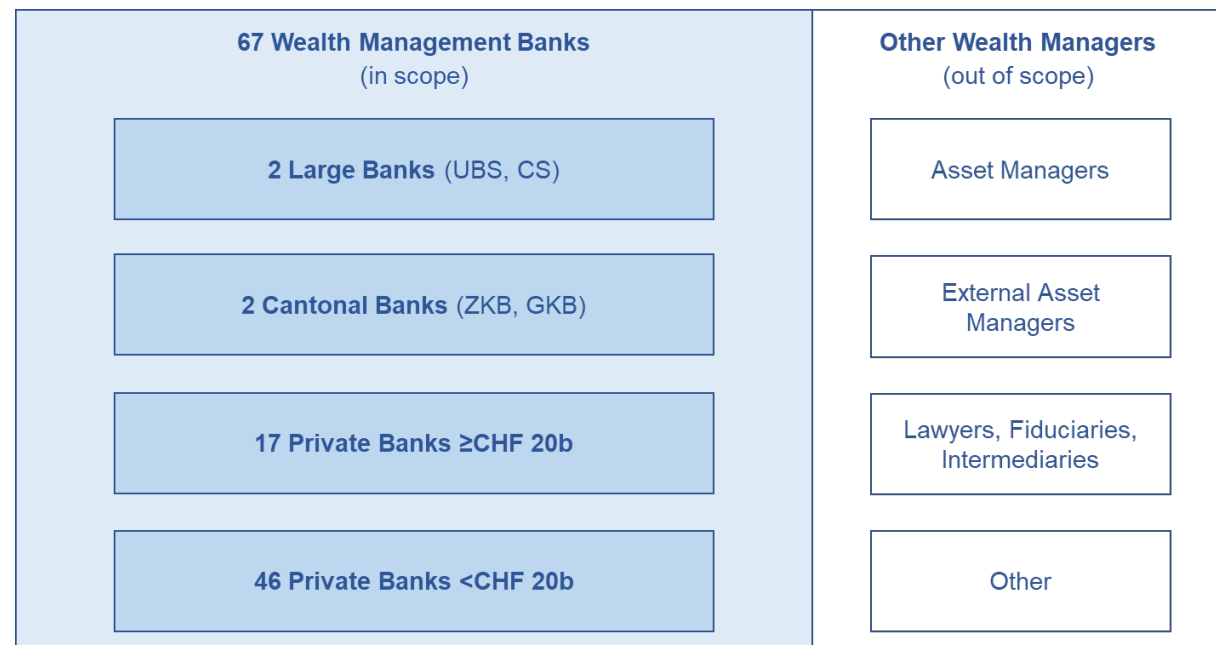 67 Wealth Management Banks
(in scope)
2 Large Banks (UBS, CS)
2 Cantonal Banks (ZKB, GKB)
17 Private Banks ≥CHF 20b
46 Private Banks <CHF 20b
Other Wealth Managers
(out of scope)
Asset Managers
External Asset
Managers
Lawyers, Fiduciaries,
Intermediaries
Other